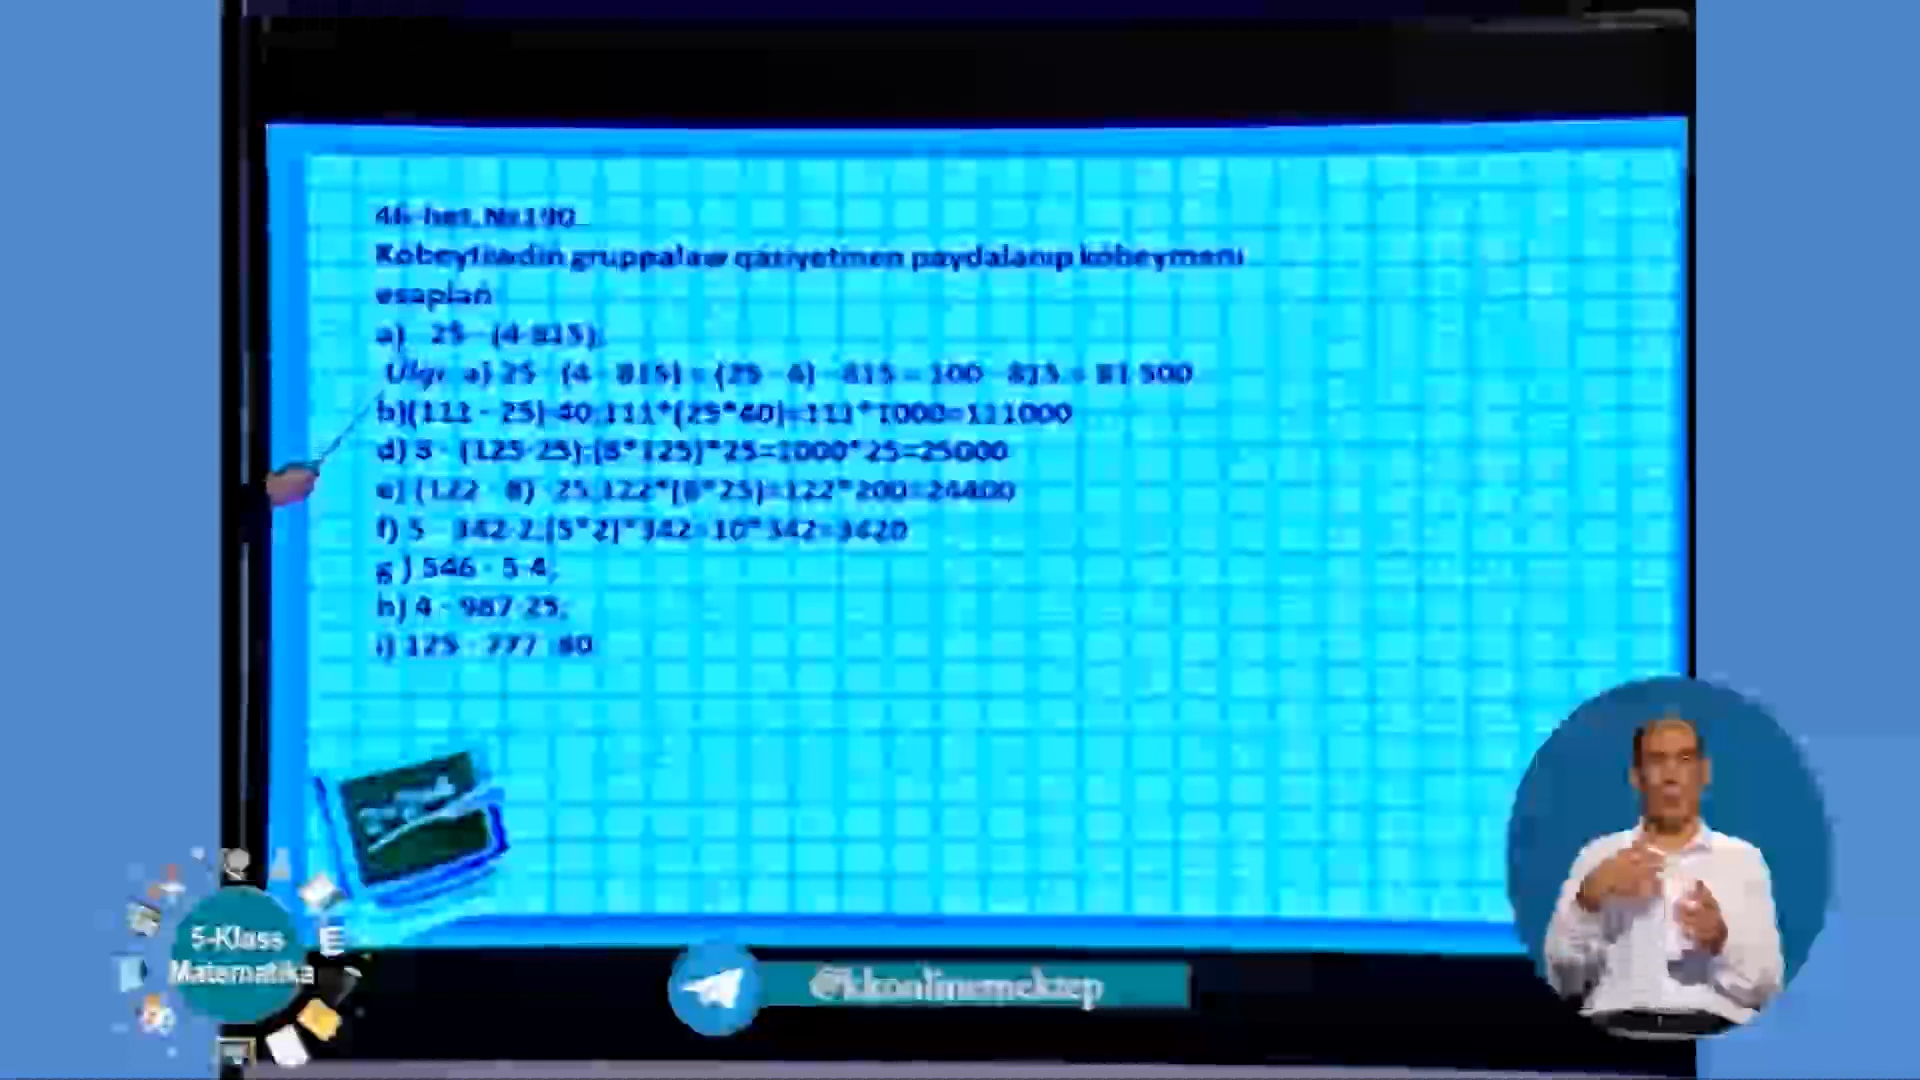 46-bet. №190.
Kóbeytiwdiń gruppalaw qásiyetinen paydalanıp kóbeymeni
esaplań
a) 25 · (4·815);
Úlgi a) 25 · (4 · 815) = (25 · 4) · 815 = 100 · 815 = 81 500
b)(111 · 25)·40;111*(25*40)=111*1000=111000
d) 8 · (125·25);(8*125)*25=1000*25=25000
e) (122 · 8) · 25;122*(8*25)=122*200=24400
f) 5 · 342·2;(5*2)*342=10*342=3420
g ) 546 · 5·4;
h) 4 · 987·25;
i) 125 · 777 · 80
5-Klass
Matematika
@kkonlinemektep